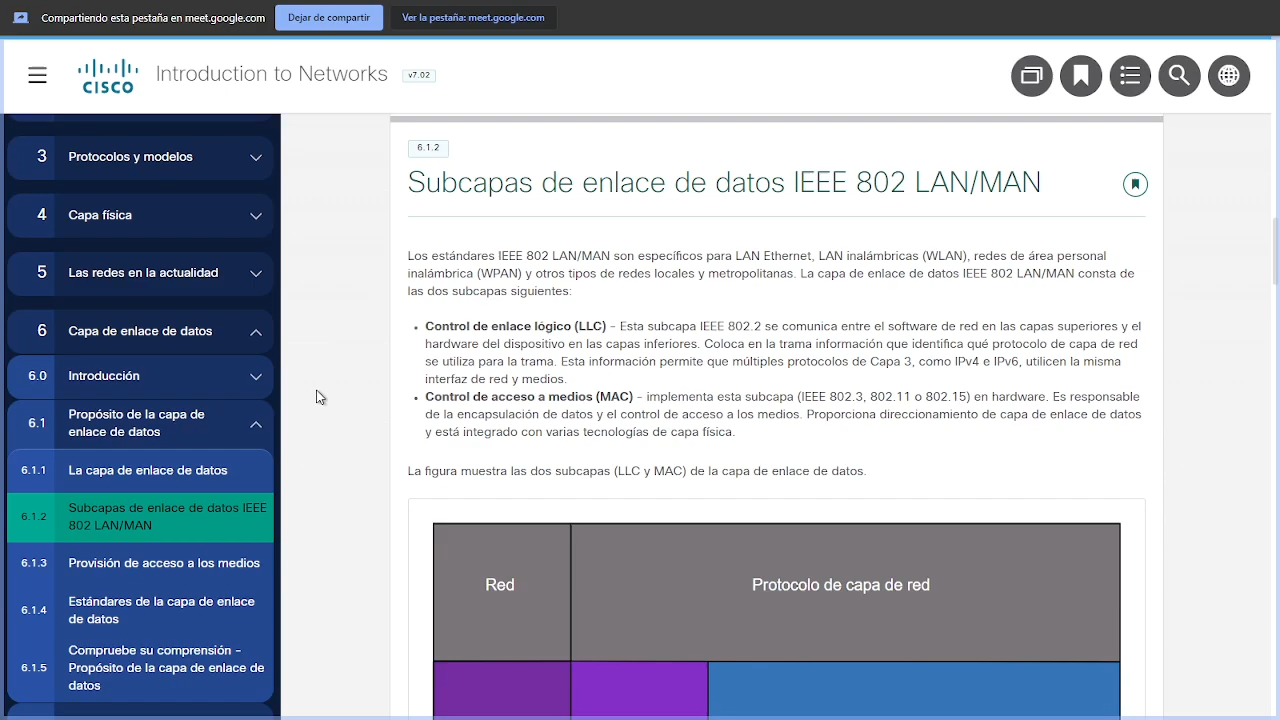 Compartiendo esta pestaña en meet.google.com
Dejar de compartir
Ver la pestaña: meet.google.com
CISCO
Introduction to Networks
v7.02
3 Protocolos y modelos
4 Capa física
5 Las redes en la actualidad
6 Capa de enlace de datos
6.0 Introducción
6.1 Propósito de la capa de
enlace de datos
6.1.1 La capa de enlace de datos
6.1.2 Subcapas de enlace de datos IEEE
802 LAN/MAN
6.1.3 Provisión de acceso a los medios
6.1.4 Estándares de la capa de enlace
de datos
6.1.5 Compruebe su comprensión -
Propósito de la capa de enlace de
datos
6.1.2
Subcapas de enlace de datos IEEE 802 LAN/MAN
Los estándares IEEE 802 LAN/MAN son específicos para LAN Ethernet, LAN inalámbricas (WLAN), redes de área personal
inalámbrica (WPAN) y otros tipos de redes locales y metropolitanas. La capa de enlace de datos IEEE 802 LAN/MAN consta de
las dos subcapas siguientes:
• Control de enlace lógico (LLC) - Esta subcapa IEEE 802.2 se comunica entre el software de red en las capas superiores y el
hardware del dispositivo en las capas inferiores. Coloca en la trama información que identifica qué protocolo de capa de red
se utiliza para la trama. Esta información permite que múltiples protocolos de Capa 3, como IPv4 e IPv6, utilicen la misma
interfaz de red y medios.
• Control de acceso a medios (MAC) - implementa esta subcapa (IEEE 802.3, 802.11 o 802.15) en hardware. Es responsable
de la encapsulación de datos y el control de acceso a los medios. Proporciona direccionamiento de capa de enlace de datos
y está integrado con varias tecnologías de capa física.
La figura muestra las dos subcapas (LLC y MAC) de la capa de enlace de datos.
Red
Protocolo de capa de red